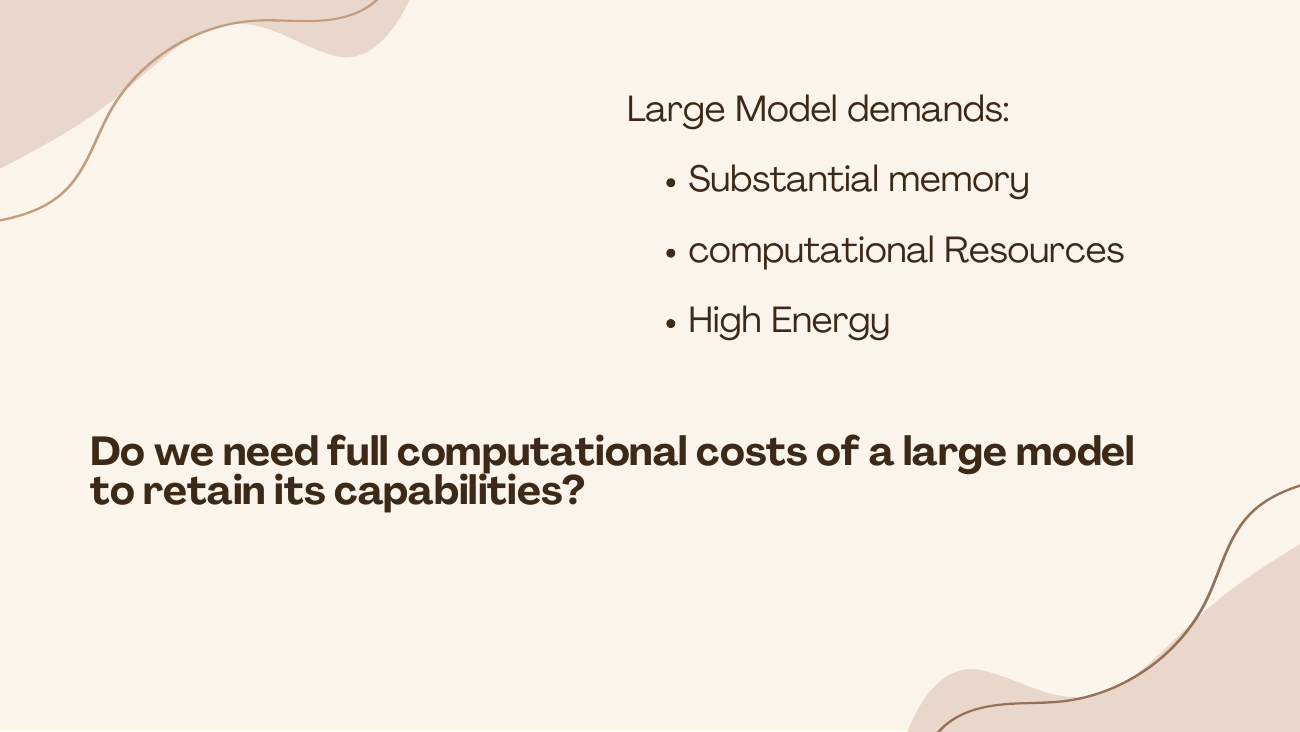 Large Model demands:
• Substantial memory
• computational Resources
• High Energy
Do we need full computational costs of a large model
to retain its capabilities?